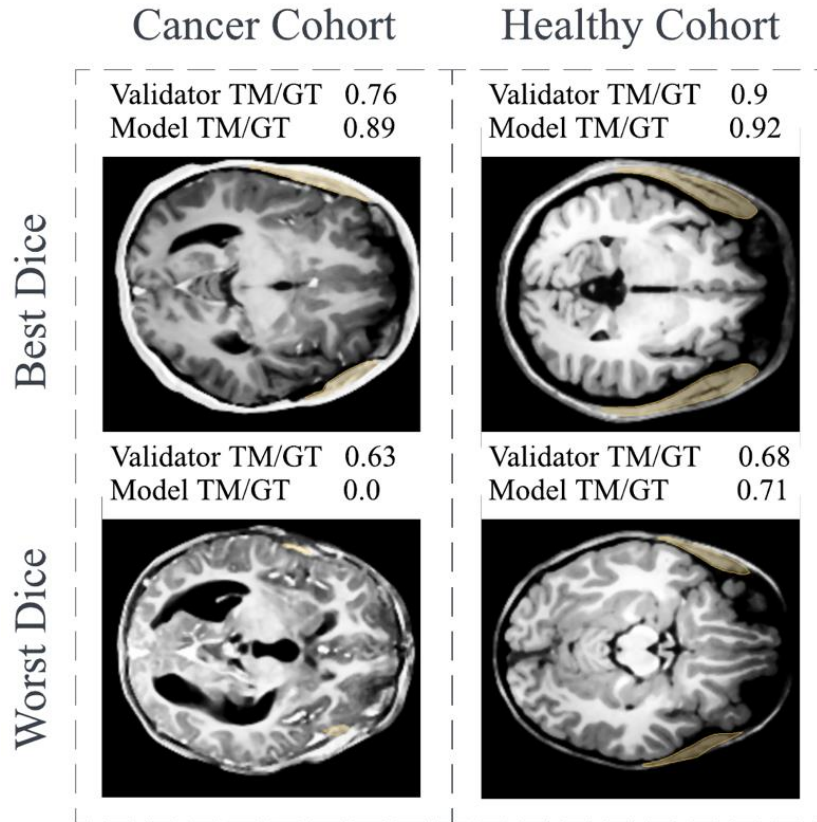 Cancer Cohort
Healthy Cohort
Best Dice
Validator TM/GT 0.76
Model TM/GT 0.89
Validator TM/GT 0.9
Model TM/GT 0.92
Worst Dice
Validator TM/GT 0.63
Model TM/GT 0.0
Validator TM/GT 0.68
Model TM/GT 0.71